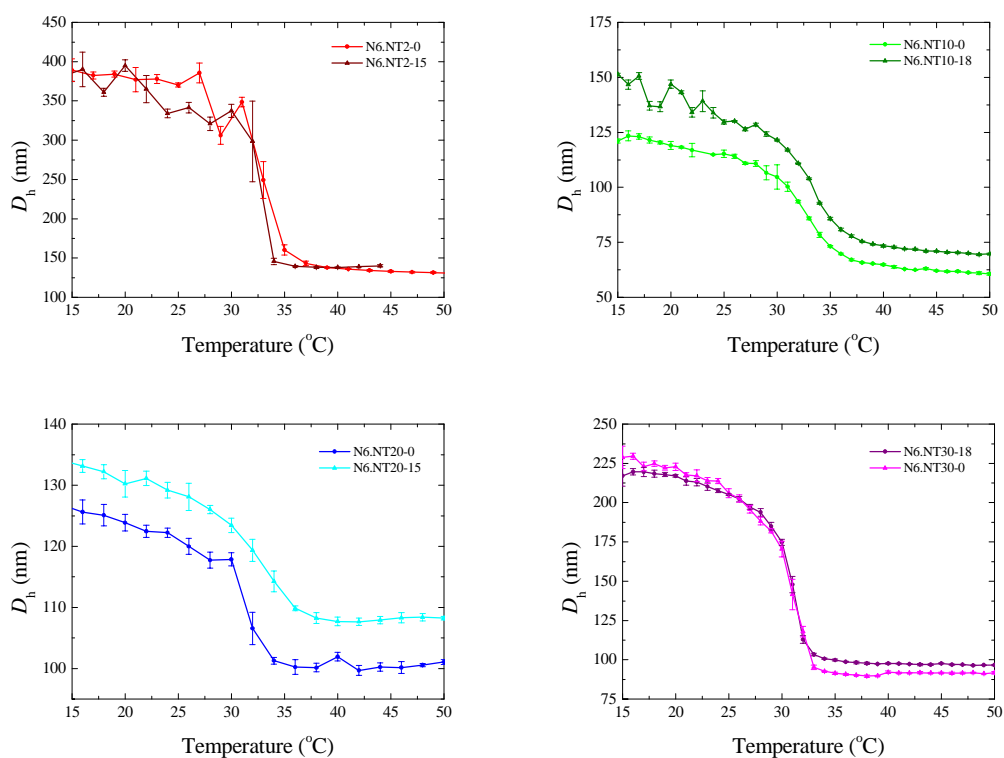 450
400
350
300
250
200
150
100
15 20 25 30 35 40 45 50
D_h (nm)
Temperature (°C)
N6.NT2-0
N6.NT2-15
175
150
125
100
75
50
15 20 25 30 35 40 45 50
D_h (nm)
Temperature (°C)
N6.NT10-0
N6.NT10-18
140
130
120
110
100
15 20 25 30 35 40 45 50
D_h (nm)
Temperature (°C)
N6.NT20-0
N6.NT20-15
250
225
200
175
150
125
100
75
15 20 25 30 35 40 45 50
D_h (nm)
Temperature (°C)
N6.NT30-18
N6.NT30-0